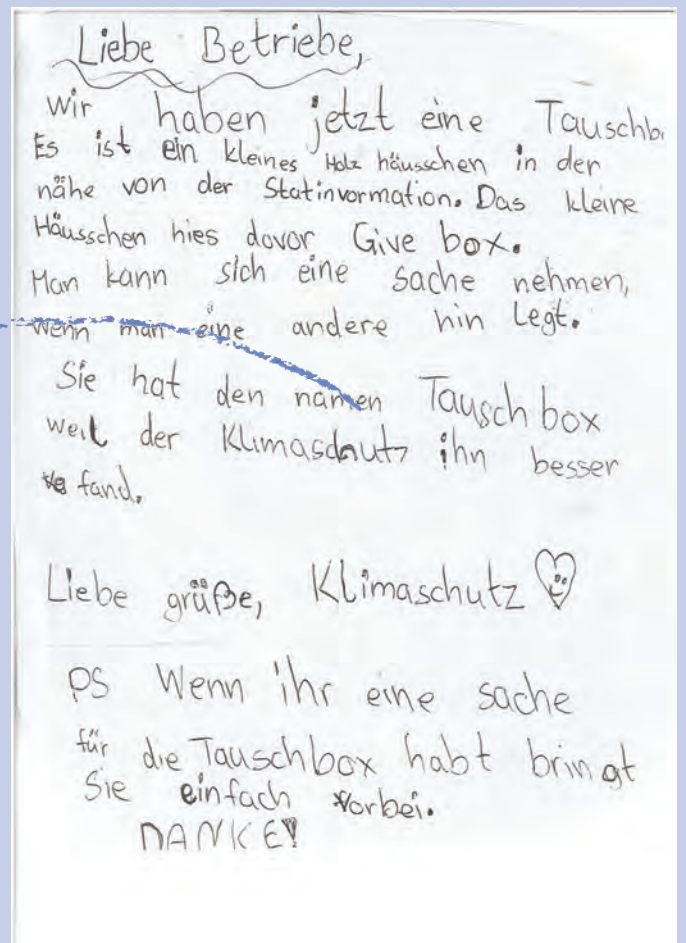 Liebe Betriebe,
wir haben jetzt eine Tauschb
Es ist ein kleines Holz häusschen in der
nähe von der Statinvormation. Das kleine
Häusschen hies davor Give box.
Man kann sich eine sache nehmen,
wenn man eine andere hin Legt.
Sie hat den namen Tausch box
weil der Klimaschutz ihn besser
fand.
Liebe grüße, Klimaschutz
PS Wenn ihr eine sache
für die Tauschbox habt bringt
Sie einfach vorbei.
DANKE!